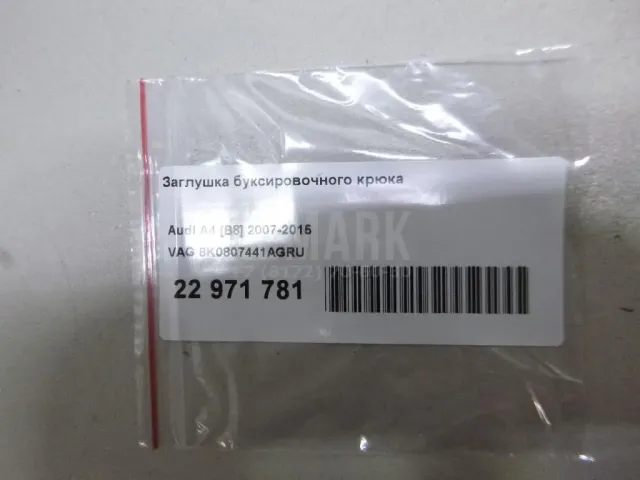 Заглушка буксировочного крюка
Audi A4 [B8] 2007-2015
VAG 8K0807441AGRU
22 971 781